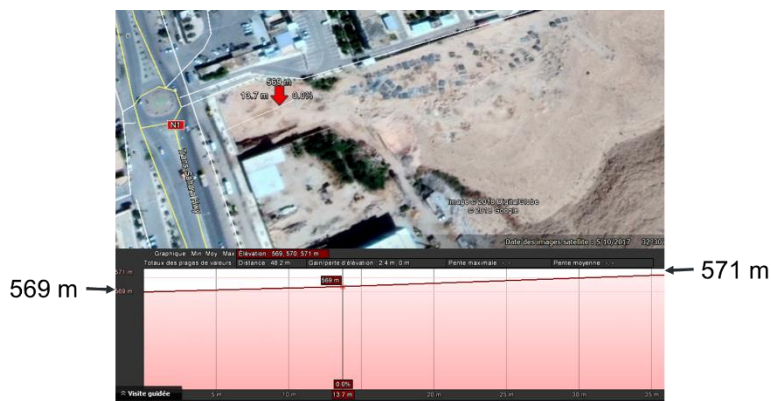 569 m
13.7 m 0.0%
N1
Trans Sahara Hwy
Image © 2018 DigitalGlobe
© 2018 Google
Date des images satellite : 5/10/2017
Graphique Min Moy Max Élévation : 569, 570, 571 m
Totaux des plages de valeurs Distance : 48.2 m Gain/perte d'élévation : 2.4 m, 0 m Pente maximale : - , - Pente moyenne : - , -
571 m
571 m
569 m
569 m
569 m
0.0%
Visite guidée
5 m 10 m 13.7 m 20 m 25 m 30 m 35 m